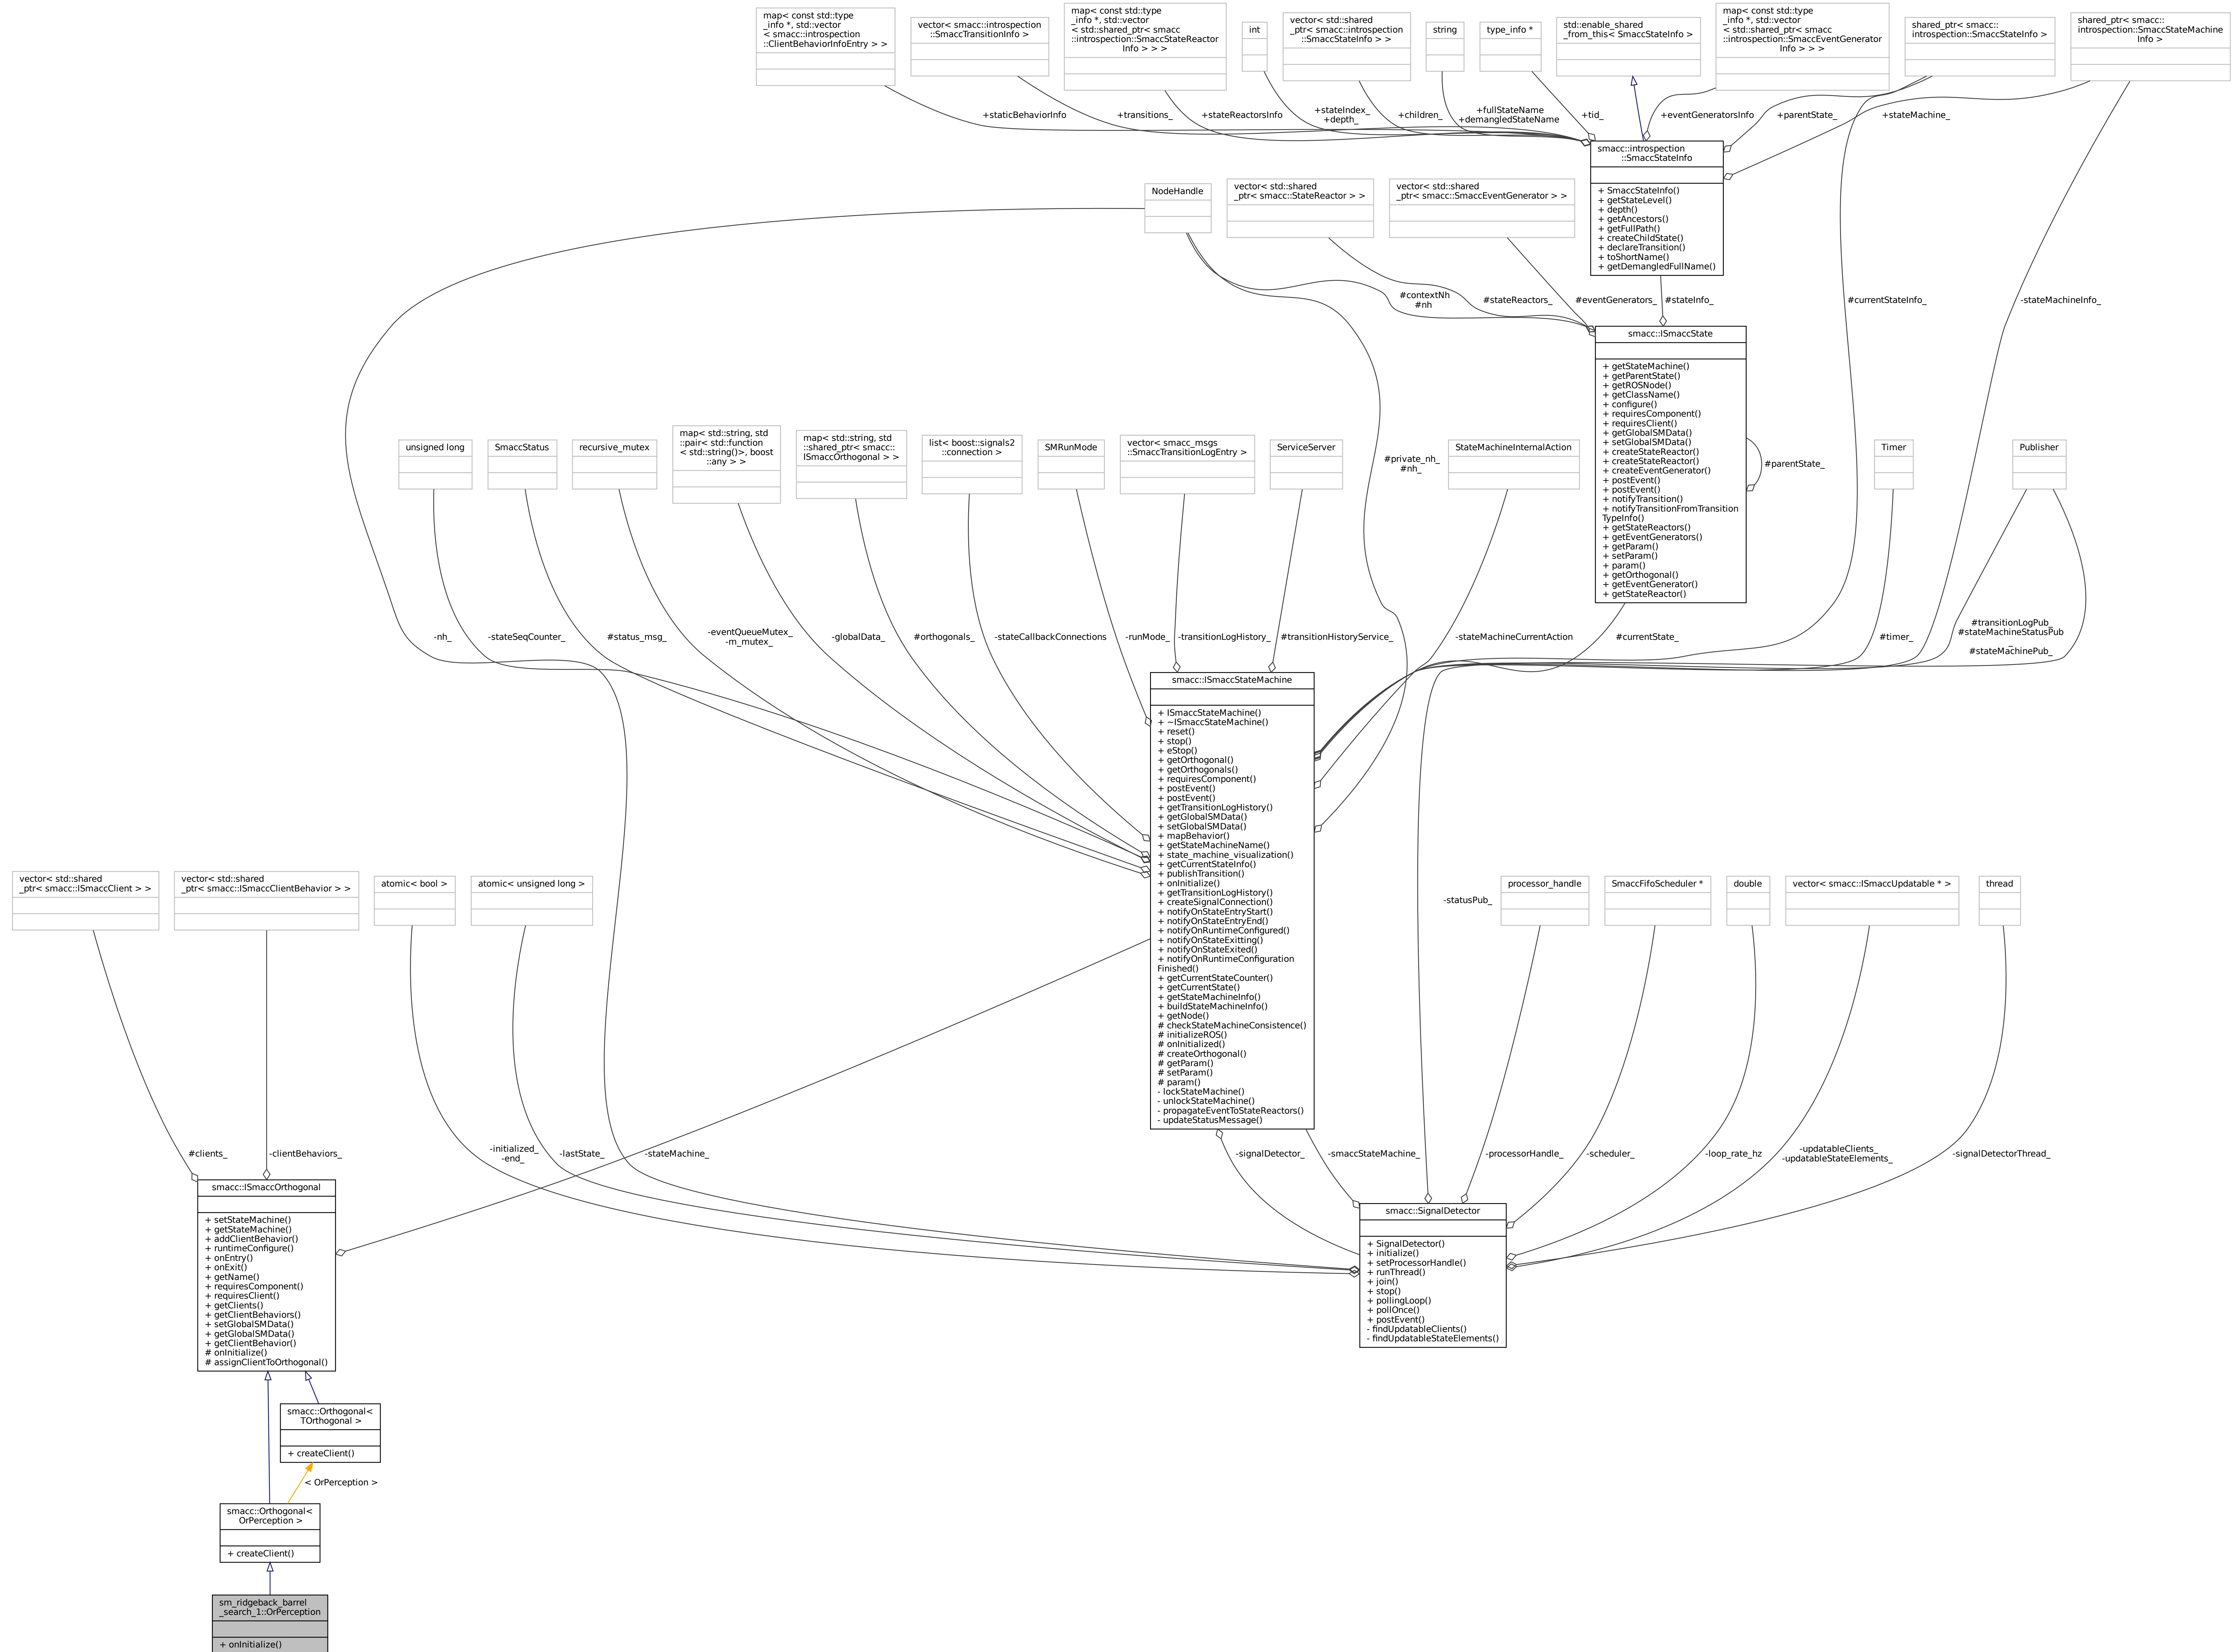 map< const std::type
_info *, std::vector
< smacc::introspection
::ClientBehaviorInfoEntry > >
vector< smacc::introspection
::SmaccTransitionInfo >
map< const std::type
_info *, std::vector
< std::shared_ptr< smacc
::introspection::SmaccStateReactor
Info > > >
int
vector< std::shared
_ptr< smacc::introspection
::SmaccStateInfo > >
string
type_info *
std::enable_shared
_from_this< SmaccStateInfo >
map< const std::type
_info *, std::vector
< std::shared_ptr< smacc
::introspection::SmaccEventGenerator
Info > > >
shared_ptr< smacc::
introspection::SmaccStateInfo >
shared_ptr< smacc::
introspection::SmaccStateMachine
Info >
+staticBehaviorInfo
+transitions_
+stateReactorsInfo
+stateIndex_
+depth_
+children_
+fullStateName
+demangledStateName
+tid_
+eventGeneratorsInfo
+parentState_
+stateMachine_
smacc::introspection
::SmaccStateInfo
+ SmaccStateInfo()
+ getStateLevel()
+ depth()
+ getAncestors()
+ getFullPath()
+ createChildState()
+ declareTransition()
+ toShortName()
+ getDemangledFullName()
NodeHandle
vector< std::shared
_ptr< smacc::StateReactor > >
vector< std::shared
_ptr< smacc::SmaccEventGenerator > >
#contextNh
#nh
#stateReactors_
#eventGenerators_
#stateInfo_
#currentStateInfo_
-stateMachineInfo_
smacc::ISmaccState
+ getStateMachine()
+ getParentState()
+ getROSNode()
+ getClassName()
+ configure()
+ requiresComponent()
+ requiresClient()
+ getGlobalSMData()
+ setGlobalSMData()
+ createStateReactor()
+ createStateReactor()
+ createEventGenerator()
+ postEvent()
+ postEvent()
+ notifyTransition()
+ notifyTransitionFromTransition
TypeInfo()
+ getStateReactors()
+ getEventGenerators()
+ getParam()
+ setParam()
+ param()
+ getOrthogonal()
+ getEventGenerator()
+ getStateReactor()
#parentState_
unsigned long
SmaccStatus
recursive_mutex
map< std::string, std
::pair< std::function
< std::string()>, boost
::any > >
map< std::string, std
::shared_ptr< smacc::
ISmaccOrthogonal > >
list< boost::signals2
::connection >
SMRunMode
vector< smacc_msgs
::SmaccTransitionLogEntry >
ServiceServer
#private_nh_
#nh_
StateMachineInternalAction
Timer
Publisher
-nh_
-stateSeqCounter_
#status_msg_
-eventQueueMutex_
-m_mutex_
-globalData_
#orthogonals_
-stateCallbackConnections
-runMode_
-transitionLogHistory_
#transitionHistoryService_
-stateMachineCurrentAction
#currentState_
#timer_
#transitionLogPub_
#stateMachineStatusPub
_
#stateMachinePub_
smacc::ISmaccStateMachine
+ ISmaccStateMachine()
+ ~ISmaccStateMachine()
+ reset()
+ stop()
+ eStop()
+ getOrthogonal()
+ getOrthogonals()
+ requiresComponent()
+ postEvent()
+ postEvent()
+ getTransitionLogHistory()
+ getGlobalSMData()
+ setGlobalSMData()
+ mapBehavior()
+ getStateMachineName()
+ state_machine_visualization()
+ getCurrentStateInfo()
+ publishTransition()
+ onInitialize()
+ getTransitionLogHistory()
+ createSignalConnection()
+ notifyOnStateEntryStart()
+ notifyOnStateEntryEnd()
+ notifyOnRuntimeConfigured()
+ notifyOnStateExitting()
+ notifyOnStateExited()
+ notifyOnRuntimeConfiguration
Finished()
+ getCurrentStateCounter()
+ getCurrentState()
+ getStateMachineInfo()
+ buildStateMachineInfo()
+ getNode()
# checkStateMachineConsistence()
# initializeROS()
# onInitialized()
# createOrthogonal()
# getParam()
# setParam()
# param()
- lockStateMachine()
- unlockStateMachine()
- propagateEventToStateReactors()
- updateStatusMessage()
vector< std::shared
_ptr< smacc::ISmaccClient > >
vector< std::shared
_ptr< smacc::ISmaccClientBehavior > >
atomic< bool >
atomic< unsigned long >
-statusPub_
processor_handle
SmaccFifoScheduler *
double
vector< smacc::ISmaccUpdatable * >
thread
#clients_
-clientBehaviors_
-initialized_
-end_
-lastState_
-stateMachine_
-signalDetector_
-smaccStateMachine_
-processorHandle_
-scheduler_
-loop_rate_hz
-updatableClients_
-updatableStateElements_
-signalDetectorThread_
smacc::ISmaccOrthogonal
+ setStateMachine()
+ getStateMachine()
+ addClientBehavior()
+ runtimeConfigure()
+ onEntry()
+ onExit()
+ getName()
+ requiresComponent()
+ requiresClient()
+ getClients()
+ getClientBehaviors()
+ setGlobalSMData()
+ getGlobalSMData()
+ getClientBehavior()
# onInitialize()
# assignClientToOrthogonal()
smacc::SignalDetector
+ SignalDetector()
+ initialize()
+ setProcessorHandle()
+ runThread()
+ join()
+ stop()
+ pollingLoop()
+ pollOnce()
+ postEvent()
- findUpdatableClients()
- findUpdatableStateElements()
smacc::Orthogonal<
TOrthogonal >
+ createClient()
< OrPerception >
smacc::Orthogonal<
OrPerception >
+ createClient()
sm_ridgeback_barrel
_search_1::OrPerception
+ onInitialize()